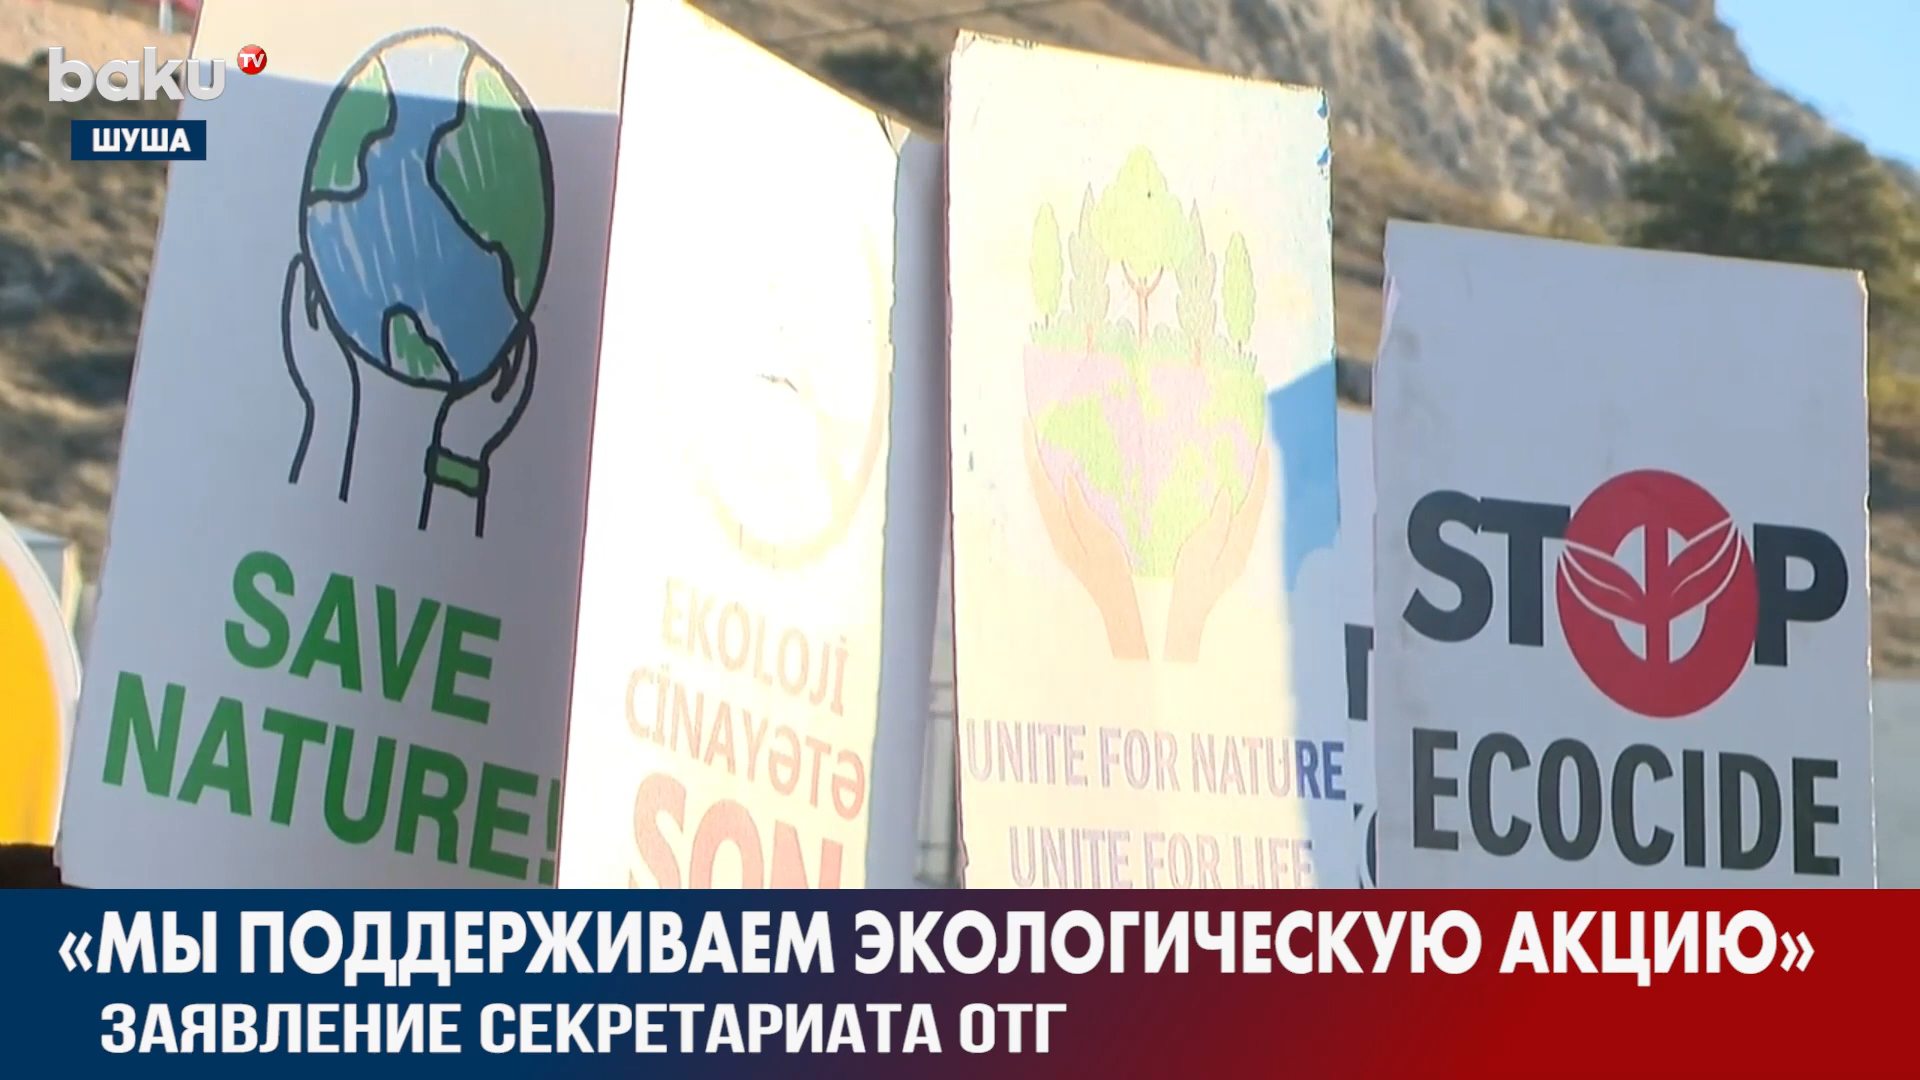 baku TV
ШУША
SAVE
NATURE!
EKOLOJİ
CİNAYƏTƏ
SON
UNITE FOR NATURE
UNITE FOR LIFE
STOP
ECOCIDE
«МЫ ПОДДЕРЖИВАЕМ ЭКОЛОГИЧЕСКУЮ АКЦИЮ»
ЗАЯВЛЕНИЕ СЕКРЕТАРИАТА ОТГ